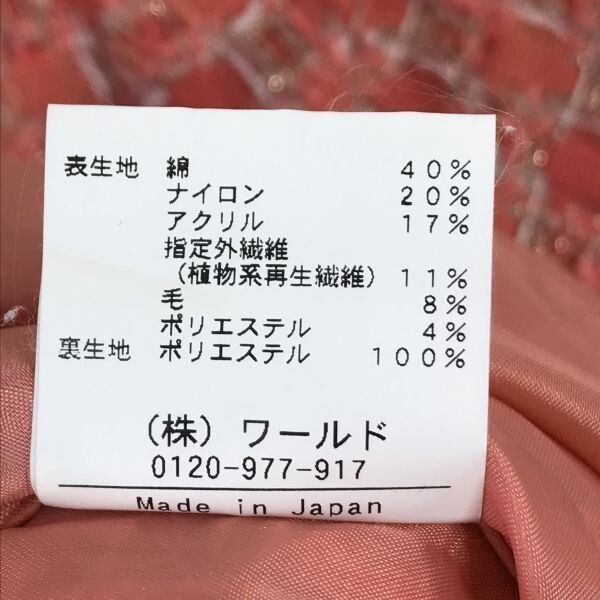 表生地 綿 40%
ナイロン 20%
アクリル 17%
指定外繊維
（植物系再生繊維）11%
毛 8%
ポリエステル 4%
裏生地 ポリエステル 100%
（株）ワールド
0120-977-917
Made in Japan